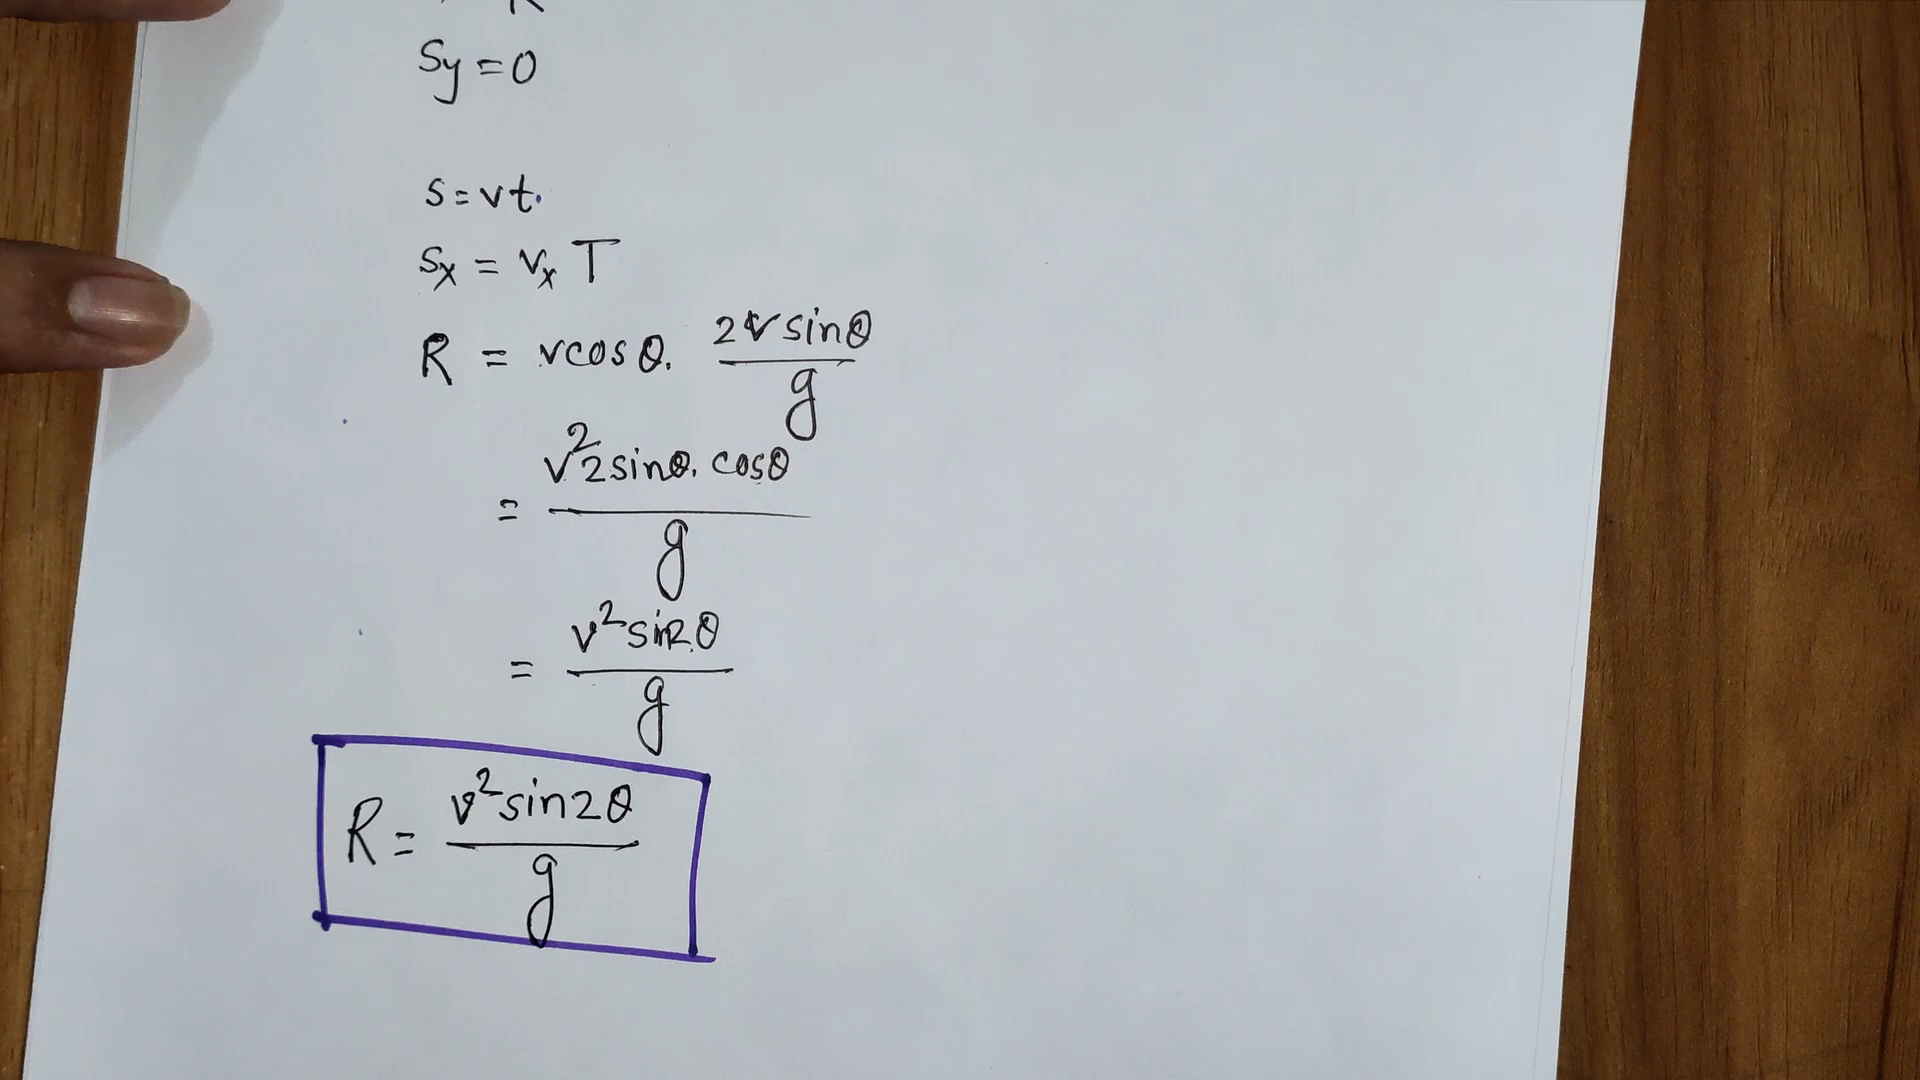 Sy = 0
s = vt.
Sx = vx T
R = vcosθ. 2vsinθ / g
= v²2sinθ. cosθ / g
= v²sin2θ / g
R = v²sin2θ / g